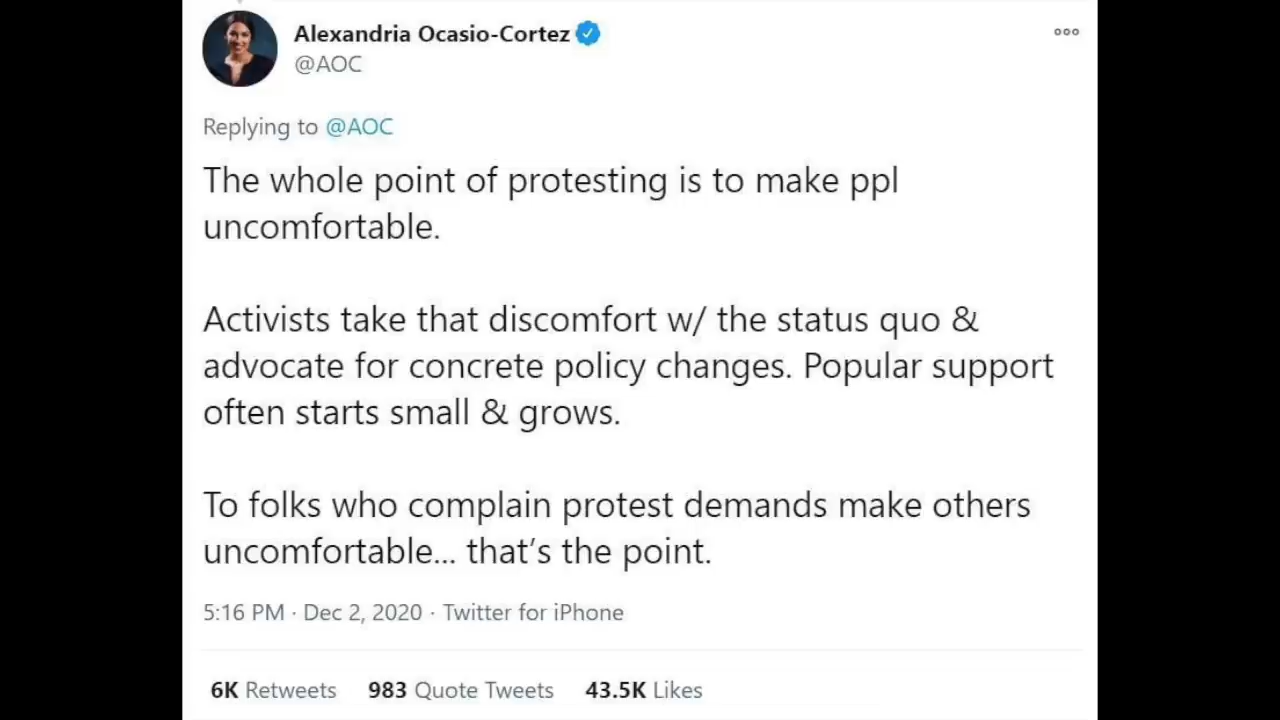 Alexandria Ocasio-Cortez
@AOC
Replying to @AOC
The whole point of protesting is to make ppl
uncomfortable.
Activists take that discomfort w/ the status quo &
advocate for concrete policy changes. Popular support
often starts small & grows.
To folks who complain protest demands make others
uncomfortable... that’s the point.
5:16 PM · Dec 2, 2020 · Twitter for iPhone
6K Retweets 983 Quote Tweets 43.5K Likes